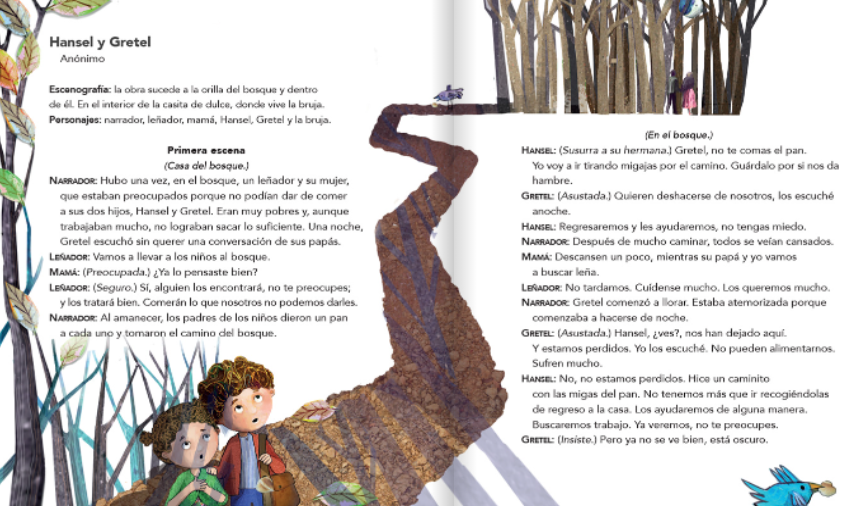 Hansel y Gretel
Anónimo
Escenografía: la obra sucede a la orilla del bosque y dentro
de él. En el interior de la casita de dulce, donde vive la bruja.
Personajes: narrador, leñador, mamá, Hansel, Gretel y la bruja.
Primera escena
(Casa del bosque.)
NARRADOR: Hubo una vez, en el bosque, un leñador y su mujer,
que estaban preocupados porque no podían dar de comer
a sus dos hijos, Hansel y Gretel. Eran muy pobres y, aunque
trabajaban mucho, no lograban sacar lo suficiente. Una noche,
Gretel escuchó sin querer una conversación de sus papás.
LEÑADOR: Vamos a llevar a los niños al bosque.
MAMÁ: (Preocupada.) ¿Ya lo pensaste bien?
LEÑADOR: (Seguro.) Sí, alguien los encontrará, no te preocupes;
y los tratará bien. Comerán lo que nosotros no podemos darles.
NARRADOR: Al amanecer, los padres de los niños dieron un pan
a cada uno y tomaron el camino del bosque.
(En el bosque.)
HANSEL: (Susurra a su hermana.) Gretel, no te comas el pan.
Yo voy a ir tirando migajas por el camino. Guárdalo por si nos da
hambre.
GRETEL: (Asustada.) Quieren deshacerse de nosotros, los escuché
anoche.
HANSEL: Regresaremos y les ayudaremos, no tengas miedo.
NARRADOR: Después de mucho caminar, todos se veían cansados.
MAMÁ: Descansen un poco, mientras su papá y yo vamos
a buscar leña.
LEÑADOR: No tardamos. Cuídense mucho. Los queremos mucho.
NARRADOR: Gretel comenzó a llorar. Estaba atemorizada porque
comenzaba a hacerse de noche.
GRETEL: (Asustada.) Hansel, ¿ves?, nos han dejado aquí.
Y estamos perdidos. Yo los escuché. No pueden alimentarnos.
Sufren mucho.
HANSEL: No, no estamos perdidos. Hice un caminito
con las migas del pan. No tenemos más que ir recogiéndolas
de regreso a la casa. Los ayudaremos de alguna manera.
Buscaremos trabajo. Ya veremos, no te preocupes.
GRETEL: (Insiste.) Pero ya no se ve bien, está oscuro.